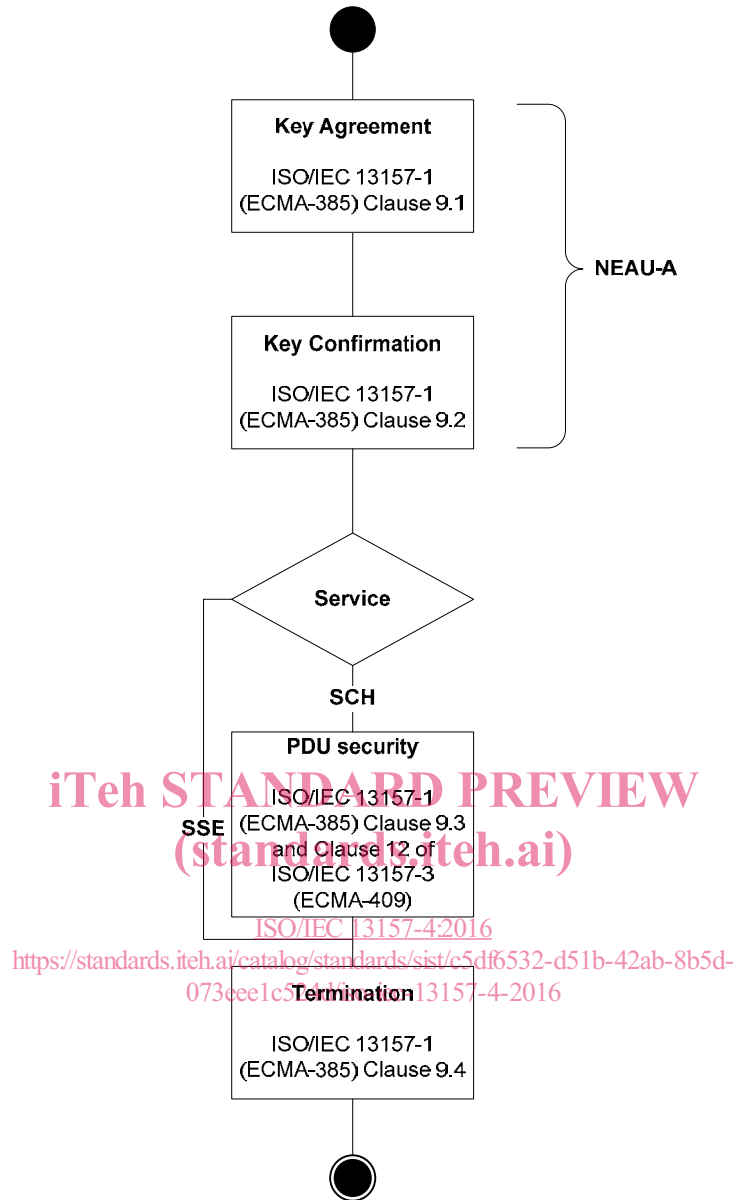 Key Agreement
ISO/IEC 13157-1
(ECMA-385) Clause 9.1
NEAU-A
Key Confirmation
ISO/IEC 13157-1
(ECMA-385) Clause 9.2
Service
SCH
PDU security
iTeh STANDARD PREVIEW
ISO/IEC 13157-1
SSE
(ECMA-385) Clause 9.3
(standards.iteh.ai)
and Clause 12 of
ISO/IEC 13157-3
(ECMA-409)
ISO/IEC 13157-4:2016
https://standards.iteh.ai/catalog/standards/sist/c5df6532-d51b-42ab-8b5d-
Termination
ISO/IEC 13157-1
(ECMA-385) Clause 9.4